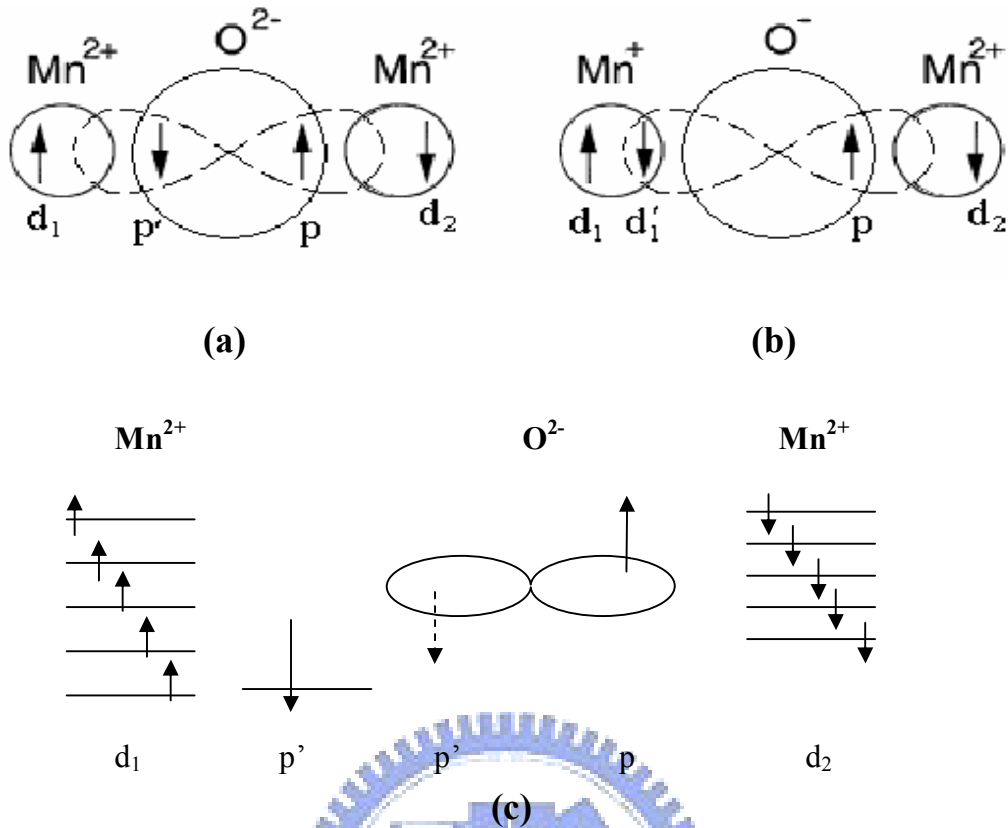 Mn²⁺ O²⁻ Mn²⁺
d₁ p' p d₂
(a)
Mn⁺ O⁻ Mn²⁺
d₁ d₁' p d₂
(b)
Mn²⁺ O²⁻ Mn²⁺
d₁ p’ p’ p d₂
(c)